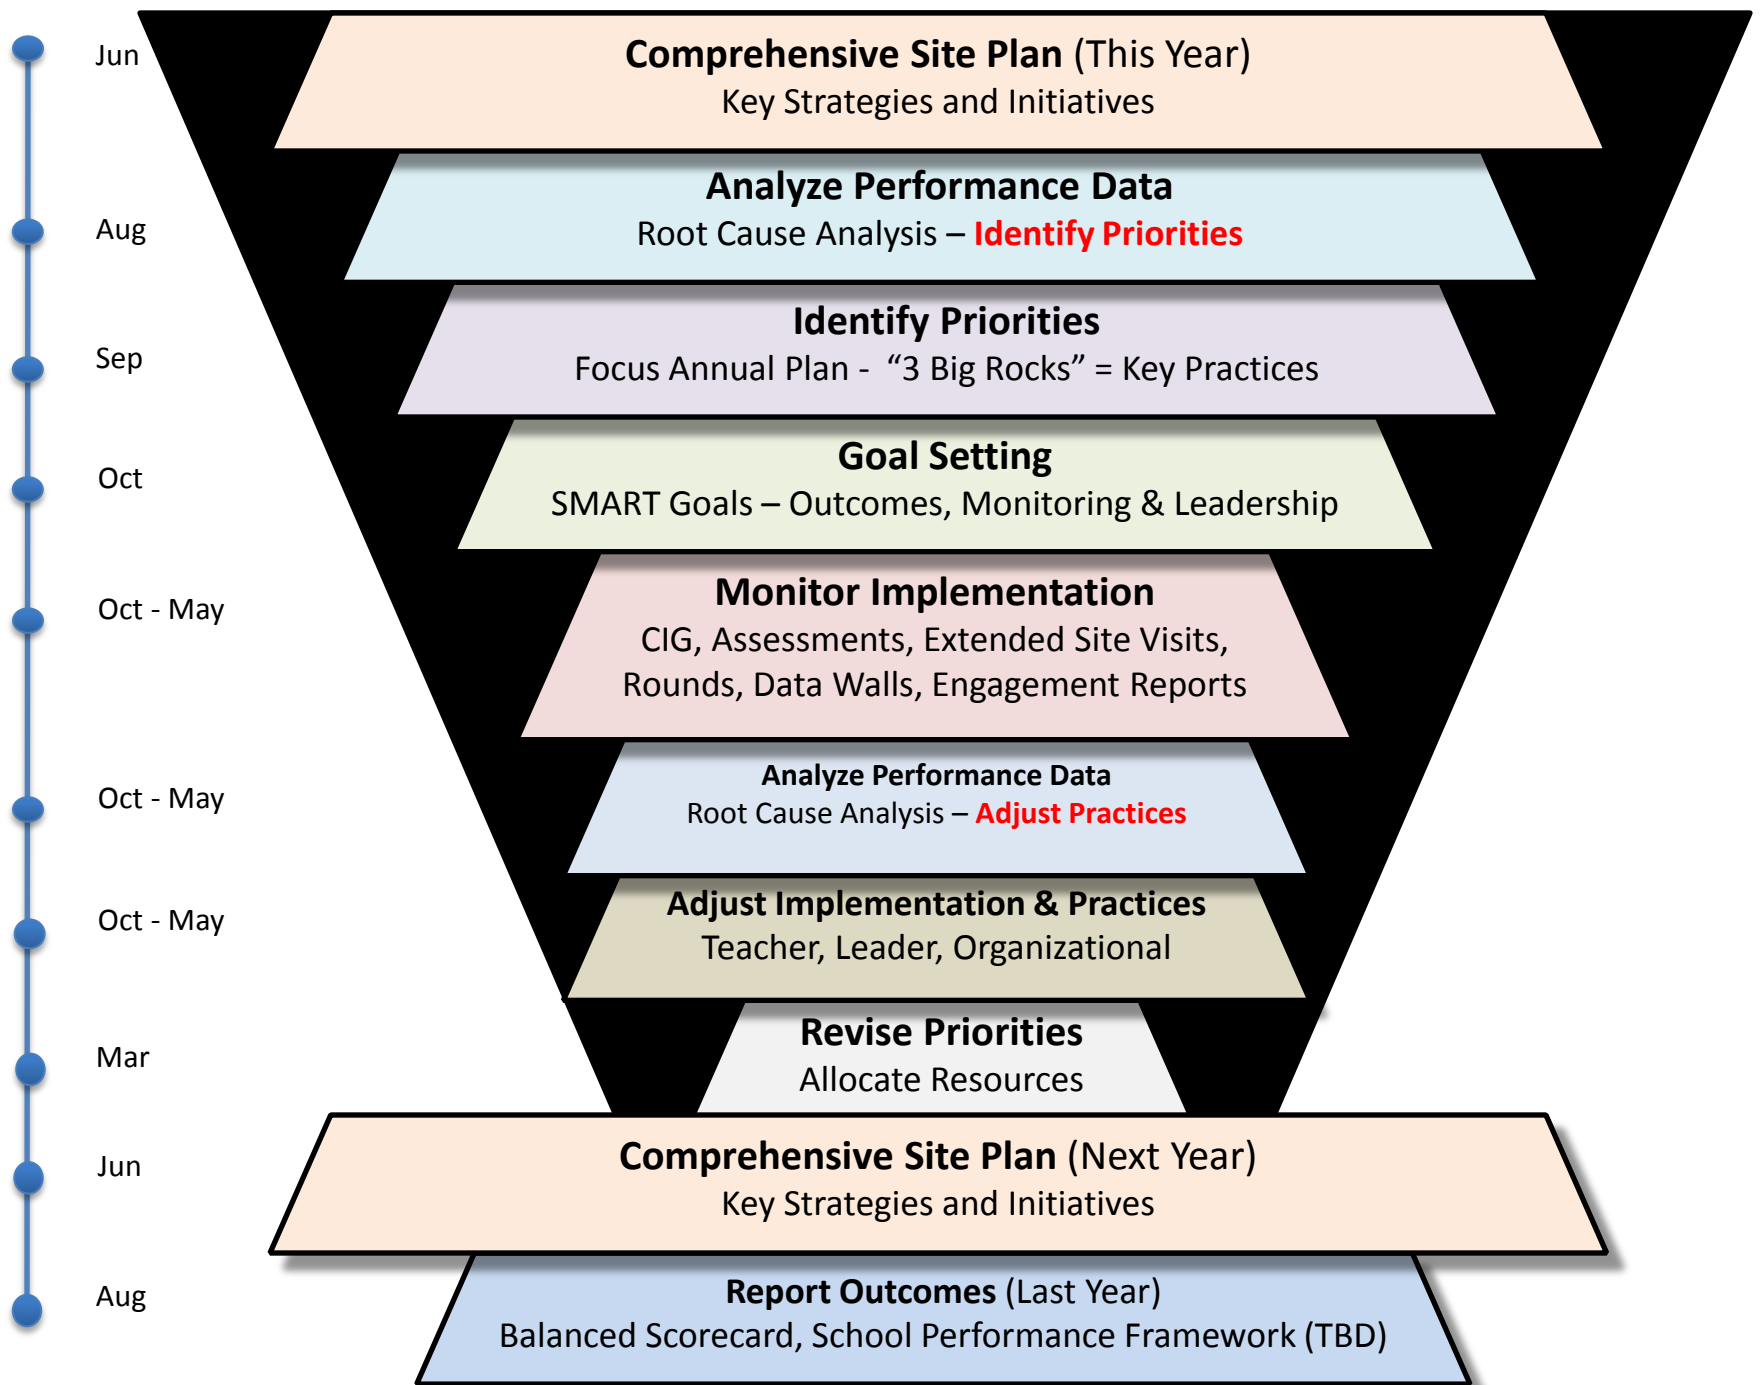 Jun
Comprehensive Site Plan (This Year)
Key Strategies and Initiatives
Aug
Analyze Performance Data
Root Cause Analysis – Identify Priorities
Sep
Identify Priorities
Focus Annual Plan - “3 Big Rocks” = Key Practices
Oct
Goal Setting
SMART Goals – Outcomes, Monitoring & Leadership
Oct - May
Monitor Implementation
CIG, Assessments, Extended Site Visits,
Rounds, Data Walls, Engagement Reports
Oct - May
Analyze Performance Data
Root Cause Analysis – Adjust Practices
Oct - May
Adjust Implementation & Practices
Teacher, Leader, Organizational
Mar
Revise Priorities
Allocate Resources
Jun
Comprehensive Site Plan (Next Year)
Key Strategies and Initiatives
Aug
Report Outcomes (Last Year)
Balanced Scorecard, School Performance Framework (TBD)